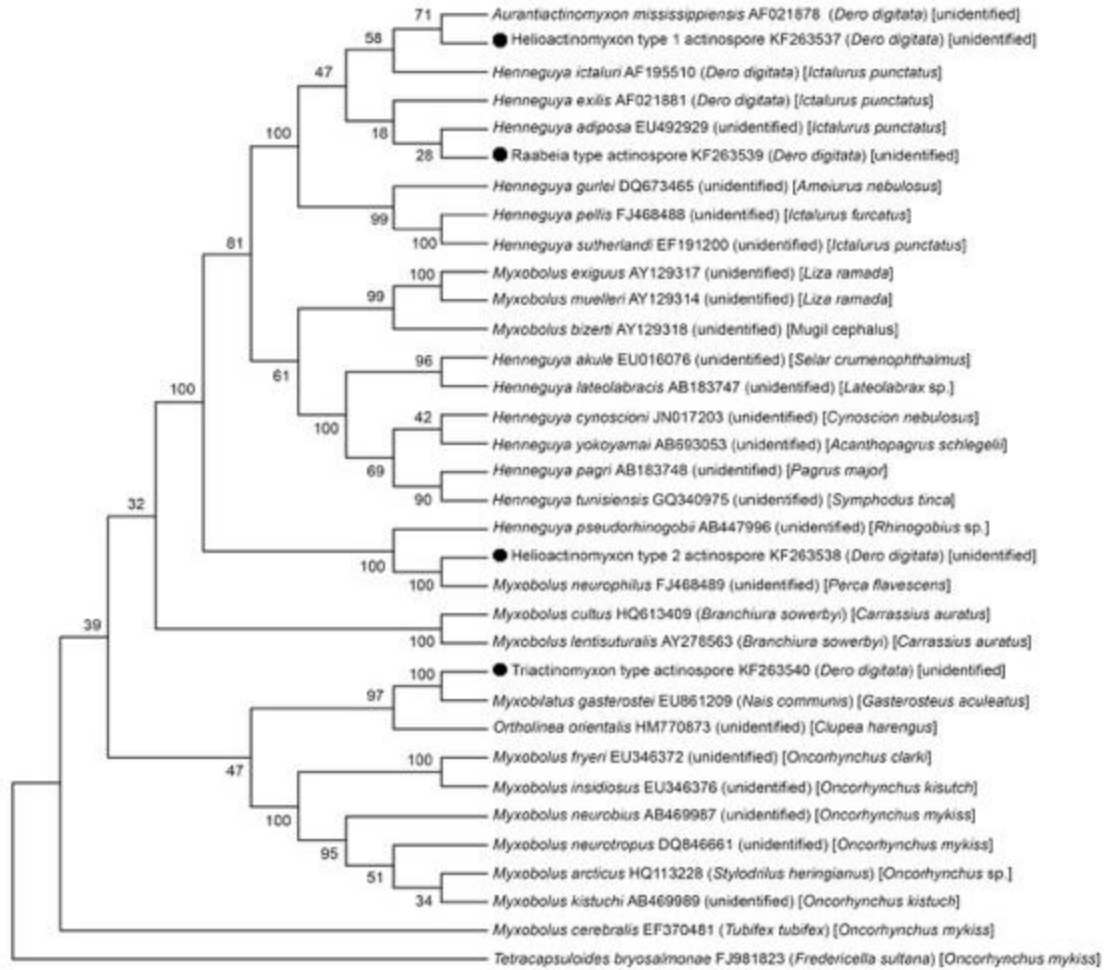 71
Aurantiactinomyxon mississippiensis AF021878 (Dero digitata) [unidentified]
58
Helioactinomyxon type 1 actinospore KF263537 (Dero digitata) [unidentified]
47
Henneguya ictaluri AF195510 (Dero digitata) [Ictalurus punctatus]
Henneguya exilis AF021881 (Dero digitata) [Ictalurus punctatus]
100
18
Henneguya adiposa EU492929 (unidentified) [Ictalurus punctatus]
28
Raabeia type actinospore KF263539 (Dero digitata) [unidentified]
Henneguya gurlei DQ673465 (unidentified) [Ameiurus nebulosus]
99
Henneguya pellis FJ468488 (unidentified) [Ictalurus furcatus]
81
100
Henneguya sutherlandi EF191200 (unidentified) [Ictalurus punctatus]
100
Myxobolus exiguus AY129317 (unidentified) [Liza ramada]
99
Myxobolus muelleri AY129314 (unidentified) [Liza ramada]
Myxobolus bizerti AY129318 (unidentified) [Mugil cephalus]
96
Henneguya akule EU016076 (unidentified) [Selar crumenophthalmus]
61
Henneguya lateolabracis AB183747 (unidentified) [Lateolabrax sp.]
100
100
42
Henneguya cynoscioni JN017203 (unidentified) [Cynoscion nebulosus]
Henneguya yokoyamai AB693053 (unidentified) [Acanthopagrus schlegelii]
69
Henneguya pagri AB183748 (unidentified) [Pagrus major]
90
Henneguya tunisiensis GQ340975 (unidentified) [Symphodus tinca]
32
Henneguya pseudorhinogobii AB447996 (unidentified) [Rhinogobius sp.]
100
Helioactinomyxon type 2 actinospore KF263538 (Dero digitata) [unidentified]
100
Myxobolus neurophilus FJ468489 (unidentified) [Perca flavescens]
39
Myxobolus cultus HQ613409 (Branchiura sowerbyi) [Carrassius auratus]
100
Myxobolus lentisuturalis AY278563 (Branchiura sowerbyi) [Carrassius auratus]
100
Triactinomyxon type actinospore KF263540 (Dero digitata) [unidentified]
97
Myxobilatus gasterostei EU861209 (Nais communis) [Gasterosteus aculeatus]
Ortholinea orientalis HM770873 (unidentified) [Clupea harengus]
47
100
Myxobolus fryeri EU346372 (unidentified) [Oncorhynchus clarki]
Myxobolus insidiosus EU346376 (unidentified) [Oncorhynchus kisutch]
100
Myxobolus neurobius AB469987 (unidentified) [Oncorhynchus mykiss]
95
Myxobolus neurotropus DQ846661 (unidentified) [Oncorhynchus mykiss]
51
Myxobolus arcticus HQ113228 (Stylodrilus heringianus) [Oncorhynchus sp.]
34
Myxobolus kistuchi AB469989 (unidentified) [Oncorhynchus kistuch]
Myxobolus cerebralis EF370481 (Tubifex tubifex) [Oncorhynchus mykiss]
Tetracapsuloides bryosalmonae FJ981823 (Fredericella sultana) [Oncorhynchus mykiss]